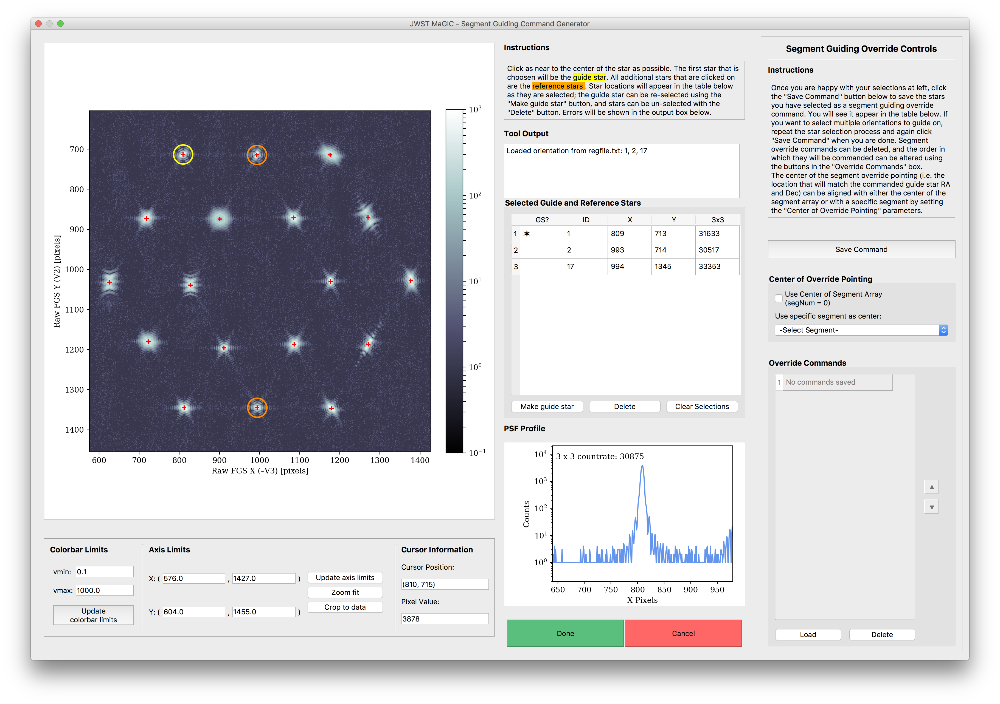 JWST MaGIC - Segment Guiding Command Generator
700
800
900
1000
1100
1200
1300
1400
Raw FGS Y (V2) [pixels]
600 700 800 900 1000 1100 1200 1300 1400
Raw FGS X (–V3) [pixels]
10³
10²
10¹
10⁰
10⁻¹
Colorbar Limits
vmin: 0.1
vmax: 1000.0
Update
colorbar limits
Axis Limits
X: ( 576.0 , 1427.0 )
Y: ( 604.0 , 1455.0 )
Update axis limits
Zoom fit
Crop to data
Cursor Information
Cursor Position:
(810, 715)
Pixel Value:
3878
Instructions
Click as near to the center of the star as possible. The first star that is
choosen will be the guide star. All additional stars that are clicked on
are the reference stars . Star locations will appear in the table below
as they are selected; the guide star can be re-selected using the
"Make guide star" button, and stars can be un-selected with the
"Delete" button. Errors will be shown in the output box below.
Tool Output
Loaded orientation from regfile.txt: 1, 2, 17
Selected Guide and Reference Stars
GS? ID X Y 3x3
1 ✶ 1 809 713 31633
2 2 993 714 30517
3 17 994 1345 33353
Make guide star Delete Clear Selections
PSF Profile
3 x 3 countrate: 30875
10⁴
10³
10²
10¹
10⁰
Counts
650 700 750 800 850 900 950
X Pixels
Done Cancel
Segment Guiding Override Controls
Instructions
Once you are happy with your selections at left, click
the "Save Command" button below to save the stars
you have selected as a segment guiding override
command. You will see it appear in the table below. If
you want to select multiple orientations to guide on,
repeat the star selection process and again click
"Save Command" when you are done. Segment
override commands can be deleted, and the order in
which they will be commanded can be altered using
the buttons in the "Override Commands" box.
The center of the segment override pointing (i.e. the
location that will match the commanded guide star RA
and Dec) can be aligned with either the center of the
segment array or with a specific segment by setting
the "Center of Override Pointing" parameters.
Save Command
Center of Override Pointing
Use Center of Segment Array
(segNum = 0)
Use specific segment as center:
-Select Segment-
Override Commands
1 No commands saved
▲
▼
Load Delete